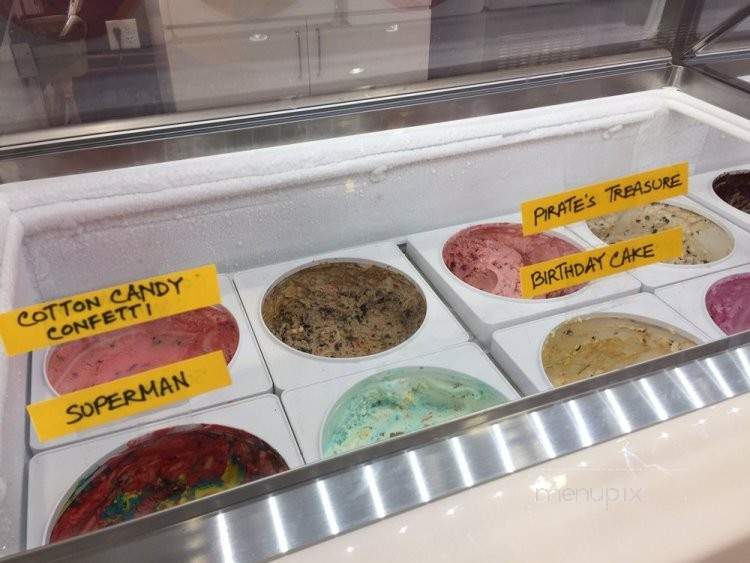 COTTON CANDY
CONFETTI
SUPERMAN
PIRATE'S TREASURE
BIRTHDAY CAKE
menupix